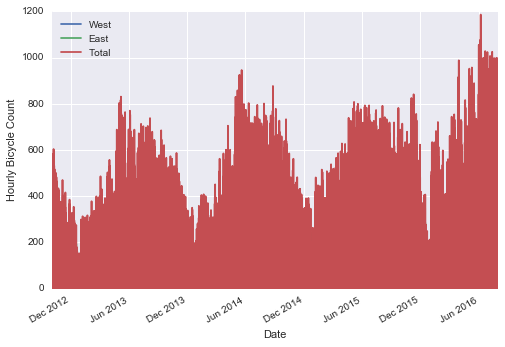 1200
1000
800
600
400
200
0
Hourly Bicycle Count
West
East
Total
Dec 2012
Jun 2013
Dec 2013
Jun 2014
Dec 2014
Jun 2015
Dec 2015
Jun 2016
Date